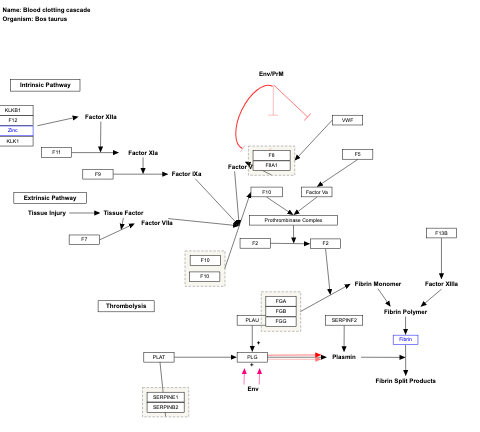 Name: Blood clotting cascade
Organism: Bos taurus
Env/PrM
Intrinsic Pathway
KLKB1
F12
Zinc
KLK1
Factor XIIa
VWF
F11
Factor XIa
F8
F8A1
F5
F9
Factor IXa
Factor V
F10
Factor Va
Extrinsic Pathway
Tissue Injury
Tissue Factor
Factor VIIa
Prothrombinase Complex
F7
F2
F2
F13B
F10
F10
Fibrin Monomer
Factor XIIIa
Thrombolysis
FGA
FGB
FGG
PLAU
SERPINF2
Fibrin Polymer
Fibrin
PLAT
PLG
Plasmin
Env
Fibrin Split Products
SERPINE1
SERPINB2